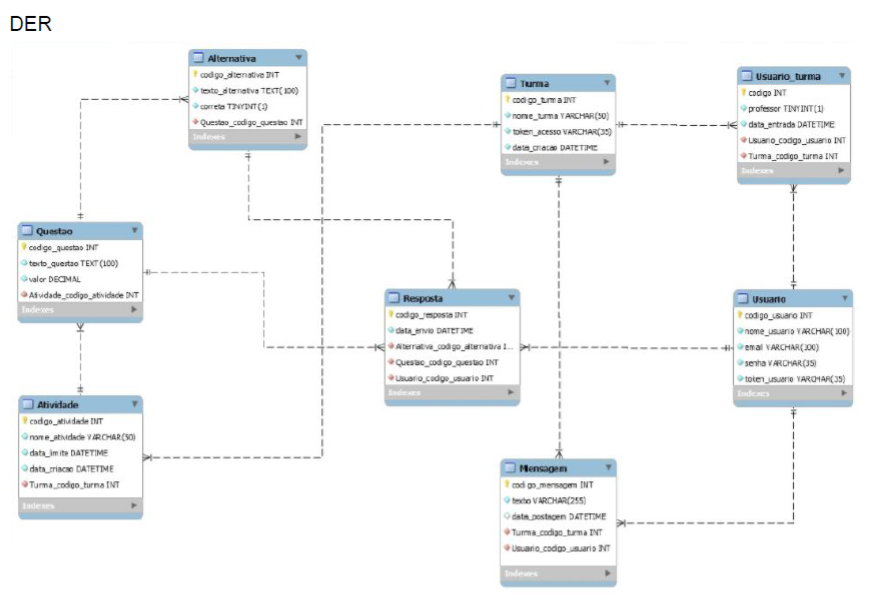 DER
Alternativa
codigo_alternativa INT
texto_alternativa TEXT(100)
correta TINYINT(1)
Questao_codigo_questao INT
Indexes
Turma
codigo_turma INT
nome_turma VARCHAR(50)
token_acesso VARCHAR(35)
data_criacao DATETIME
Indexes
Usuario_turma
codigo INT
professor TINYINT(1)
data_entrada DATETIME
Usuario_codigo_usuario INT
Turma_codigo_turma INT
Indexes
Questao
codigo_questao INT
texto_questao TEXT(100)
valor DECIMAL
Atividade_codigo_atividade INT
Indexes
Resposta
codigo_resposta INT
data_envio DATETIME
Alternativa_codigo_alternativa I...
Questao_codigo_questao INT
Usuario_codigo_usuario INT
Indexes
Usuario
codigo_usuario INT
nome_usuario VARCHAR(100)
email VARCHAR(100)
senha VARCHAR(35)
token_usuario VARCHAR(35)
Indexes
Atividade
codigo_atividade INT
nome_atividade VARCHAR(50)
data_limite DATETIME
data_criacao DATETIME
Turma_codigo_turma INT
Indexes
Mensagem
codigo_mensagem INT
texto VARCHAR(255)
data_postagem DATETIME
Turma_codigo_turma INT
Usuario_codigo_usuario INT
Indexes